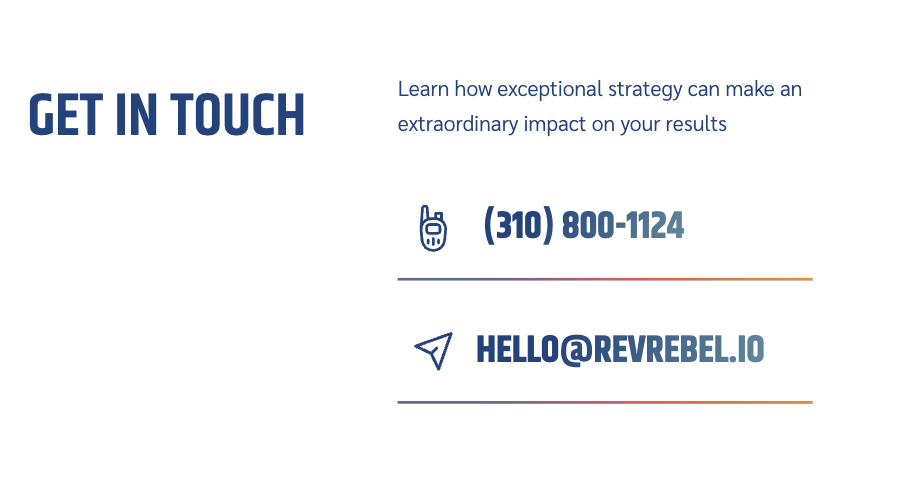 GET IN TOUCH
Learn how exceptional strategy can make an
extraordinary impact on your results
(310) 800-1124
HELLO@REVREBEL.IO